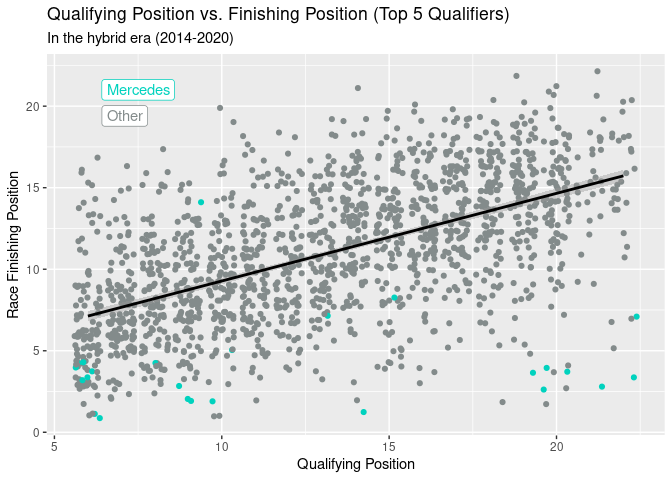 Qualifying Position vs. Finishing Position (Top 5 Qualifiers)
In the hybrid era (2014-2020)
Mercedes
Other
20
15
10
5
0
Race Finishing Position
5 10 15 20
Qualifying Position